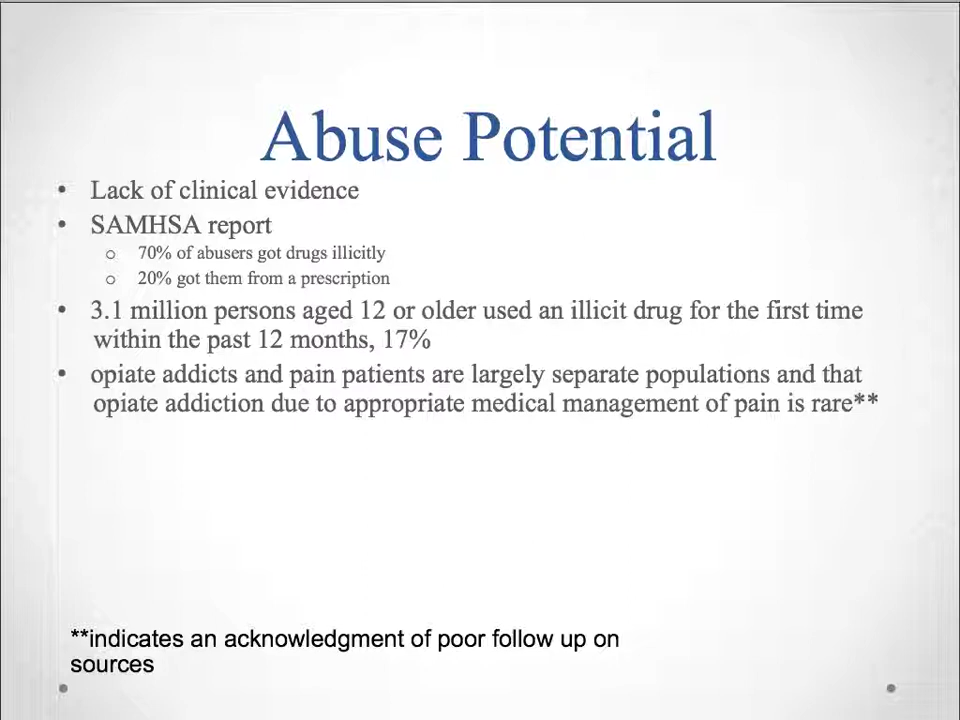 Abuse Potential
• Lack of clinical evidence
• SAMHSA report
o 70% of abusers got drugs illicitly
o 20% got them from a prescription
• 3.1 million persons aged 12 or older used an illicit drug for the first time
within the past 12 months, 17%
• opiate addicts and pain patients are largely separate populations and that
opiate addiction due to appropriate medical management of pain is rare**
**indicates an acknowledgment of poor follow up on
sources